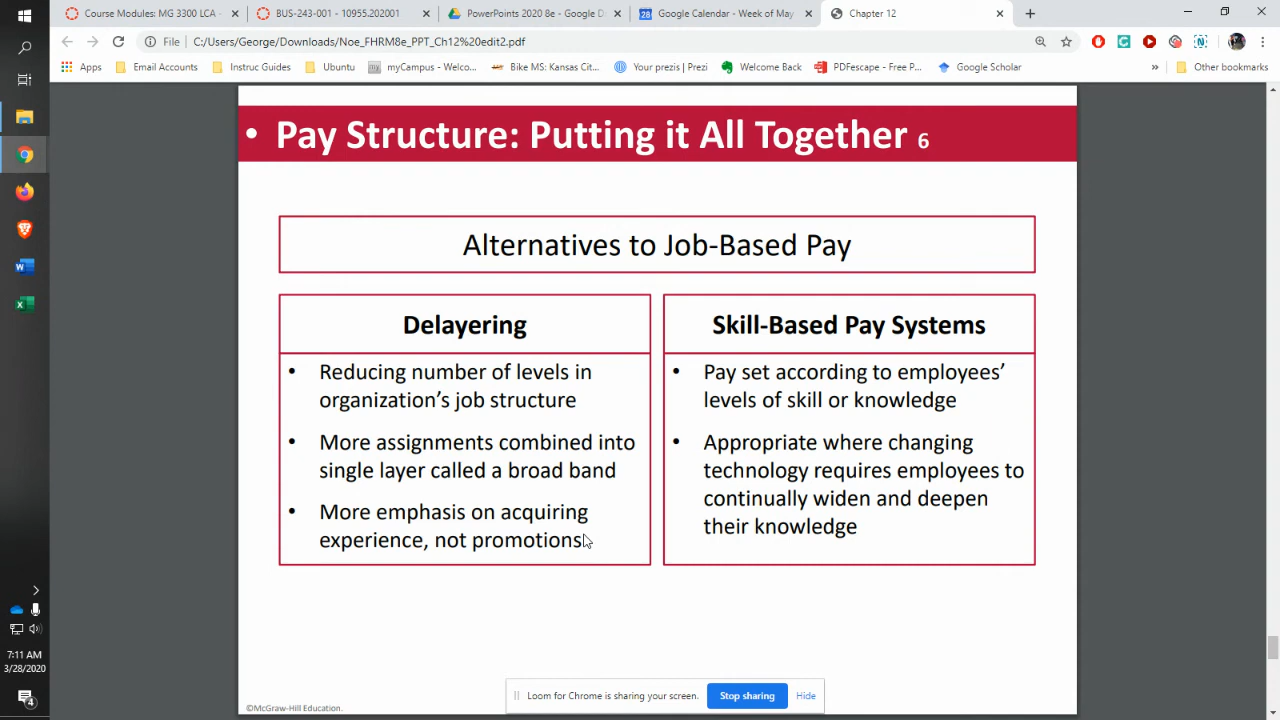 Course Modules: MG 3300 LCA -
BUS-243-001 - 10955.202001
PowerPoints 2020 8e - Google D
28
Google Calendar - Week of May
Chapter 12
File
C:/Users/George/Downloads/Noe_FHRM8e_PPT_Ch12%20edit2.pdf
Apps
Email Accounts
Instruc Guides
Ubuntu
myCampus - Welco...
Bike MS: Kansas Cit...
Your prezis | Prezi
Welcome Back
PDFescape - Free P...
Google Scholar
»
Other bookmarks
• Pay Structure: Putting it All Together 6
Alternatives to Job-Based Pay
Delayering
• Reducing number of levels in
organization’s job structure
• More assignments combined into
single layer called a broad band
• More emphasis on acquiring
experience, not promotions.
Skill-Based Pay Systems
• Pay set according to employees’
levels of skill or knowledge
• Appropriate where changing
technology requires employees to
continually widen and deepen
their knowledge
©McGraw-Hill Education.
Loom for Chrome is sharing your screen.
Stop sharing
Hide
7:11 AM
3/28/2020
4